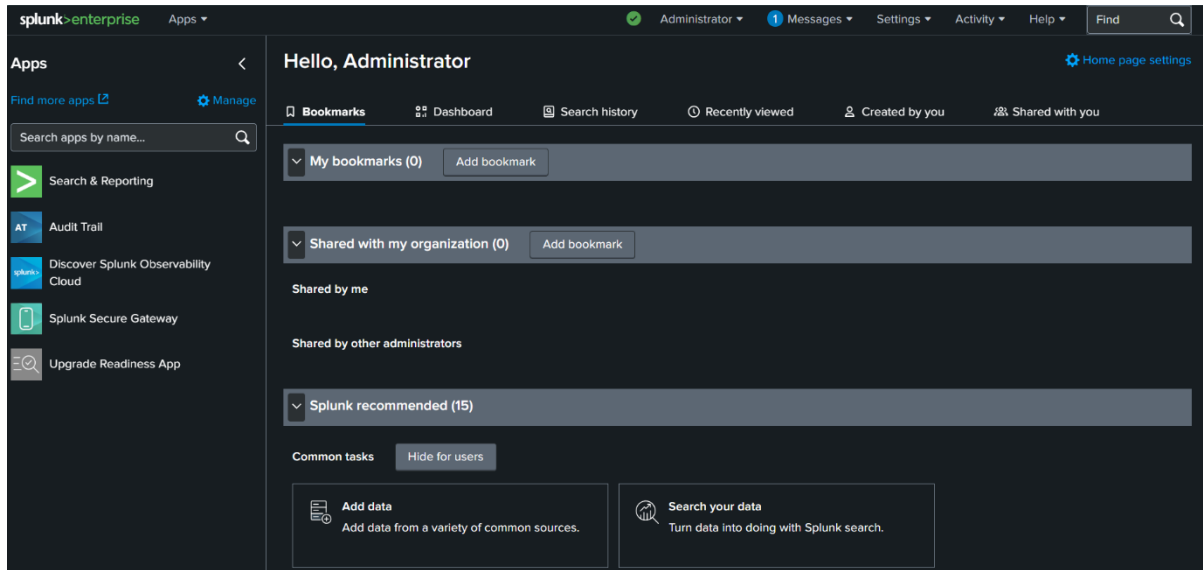 splunk>enterprise Apps Administrator 1 Messages Settings Activity Help Find
Apps
Find more apps Manage
Search apps by name...
Search & Reporting
AT Audit Trail
splunk> Discover Splunk Observability
Cloud
Splunk Secure Gateway
Upgrade Readiness App
Hello, Administrator
Home page settings
Bookmarks Dashboard Search history Recently viewed Created by you Shared with you
My bookmarks (0) Add bookmark
Shared with my organization (0) Add bookmark
Shared by me
Shared by other administrators
Splunk recommended (15)
Common tasks Hide for users
Add data
Add data from a variety of common sources.
Search your data
Turn data into doing with Splunk search.